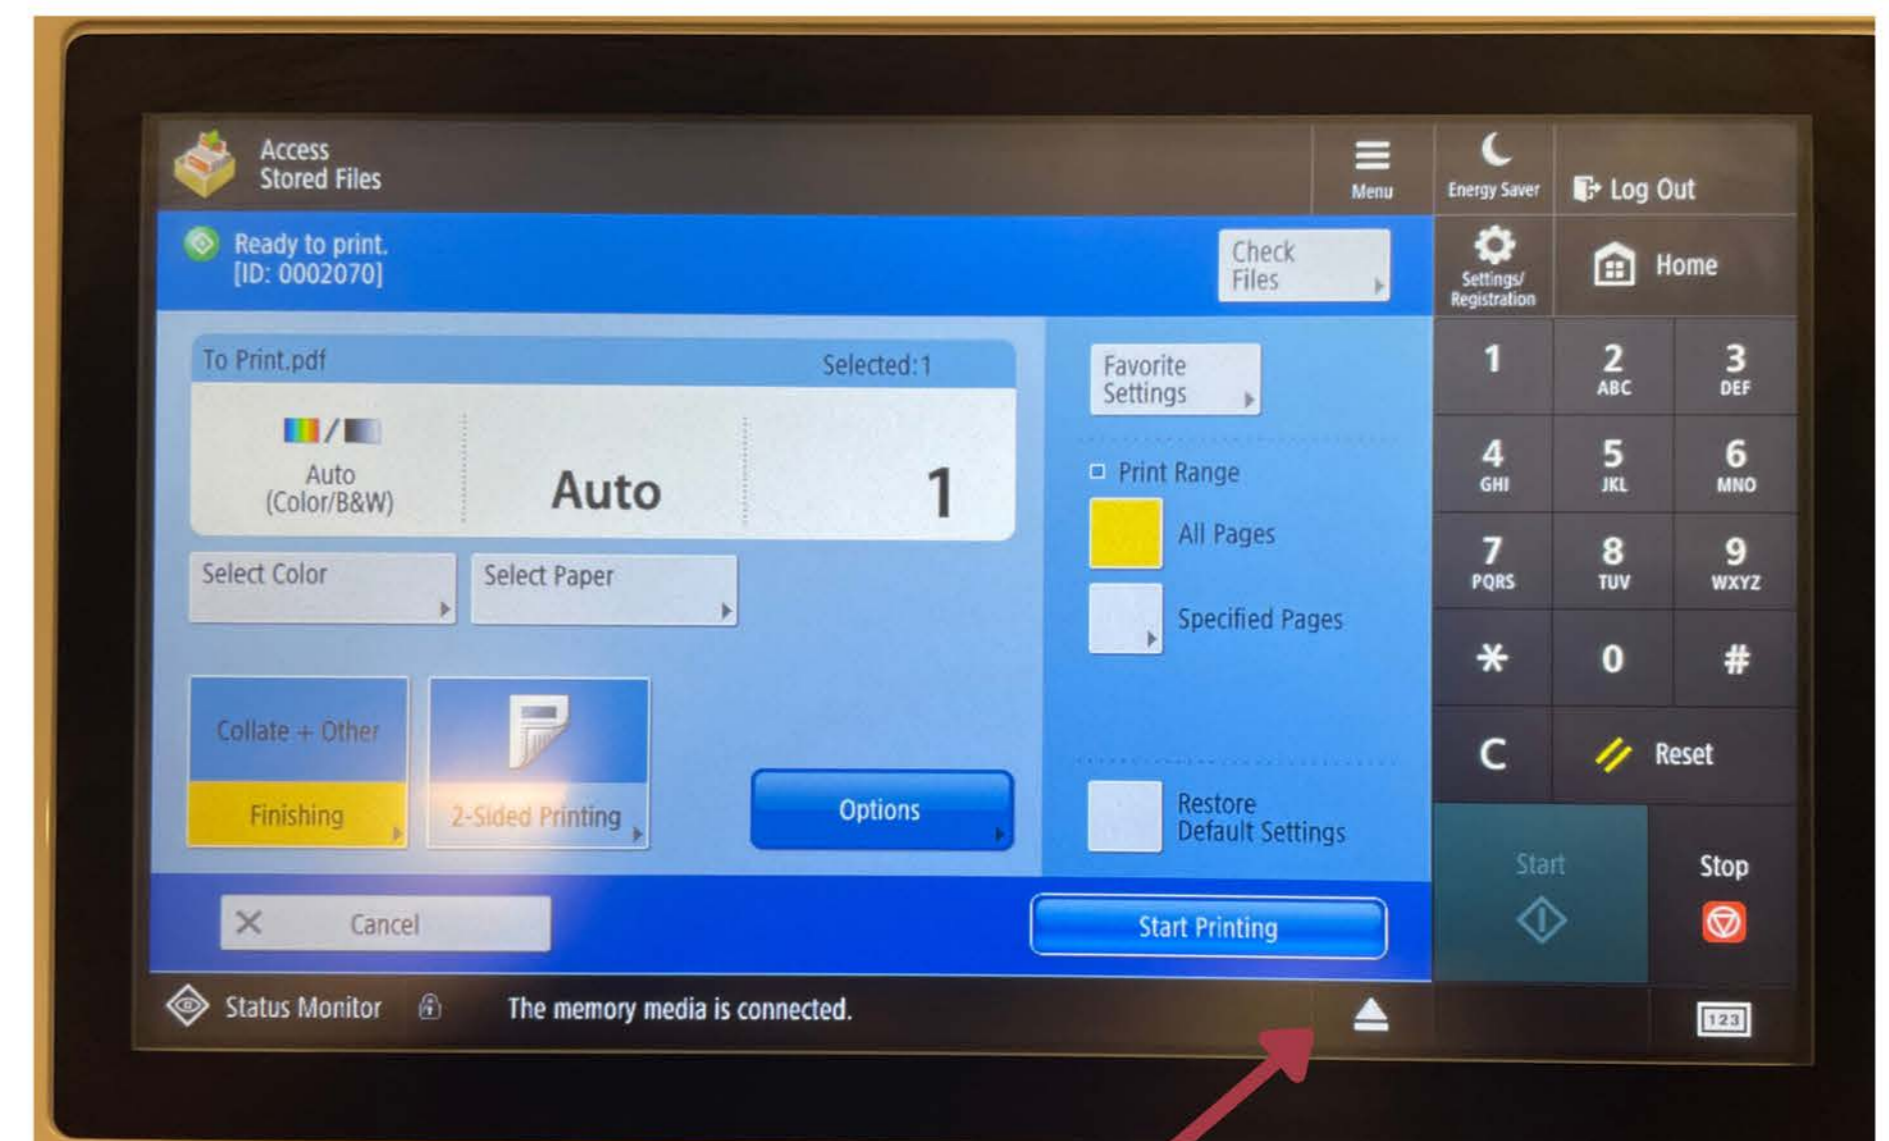 Access
Stored Files
Menu
Energy Saver
Log Out
Ready to print.
[ID: 0002070]
Check
Files
Settings/
Registration
Home
To Print.pdf
Selected:1
Auto
(Color/B&W)
Auto
1
Select Color
Select Paper
Collate + Other
Finishing
2-Sided Printing
Options
Favorite
Settings
Print Range
All Pages
Specified Pages
Restore
Default Settings
1
2
ABC
3
DEF
4
GHI
5
JKL
6
MNO
7
PQRS
8
TUV
9
WXYZ
*
0
#
C
Reset
Start
Stop
Cancel
Start Printing
Status Monitor
The memory media is connected.
123